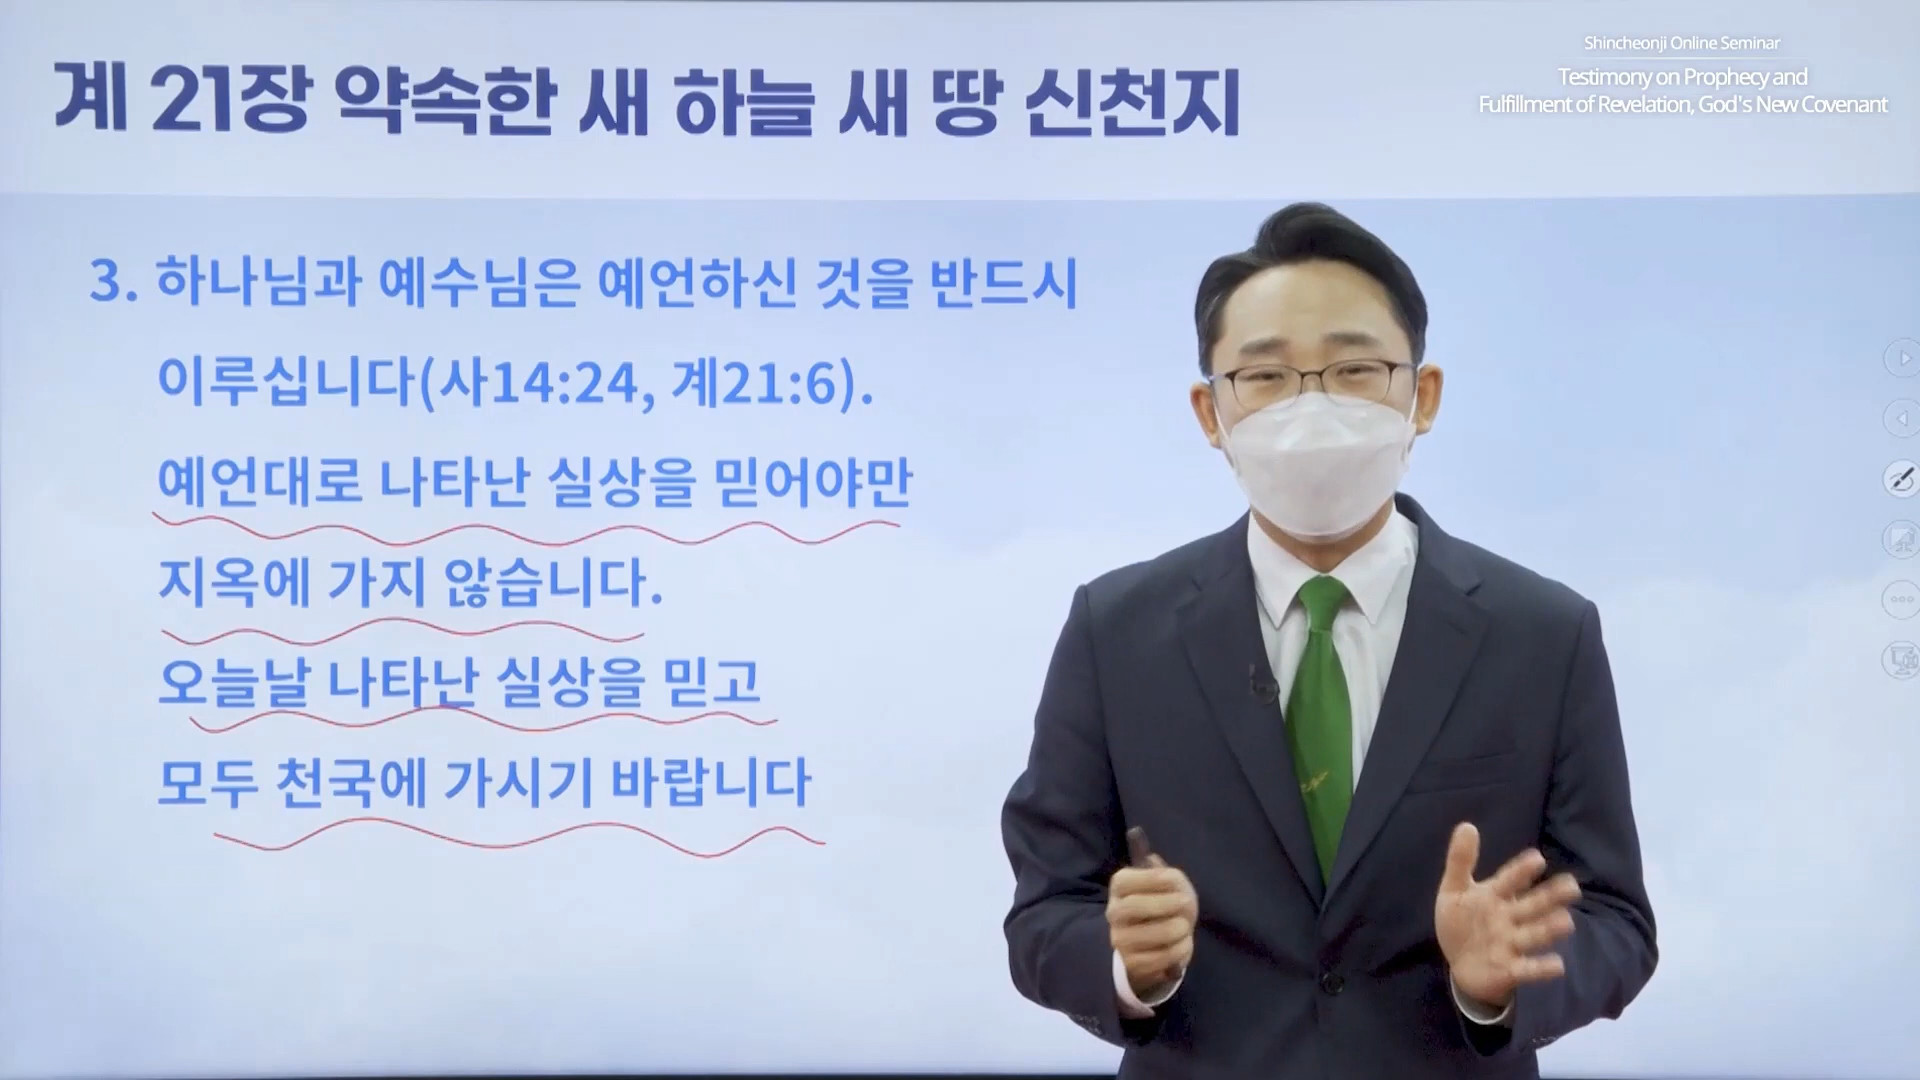 계 21장 약속한 새 하늘 새 땅 신천지
Shincheonji Online Seminar
Testimony on Prophecy and
Fulfillment of Revelation, God's New Covenant
3. 하나님과 예수님은 예언하신 것을 반드시
이루십니다(사14:24, 계21:6).
예언대로 나타난 실상을 믿어야만
지옥에 가지 않습니다.
오늘날 나타난 실상을 믿고
모두 천국에 가시기 바랍니다